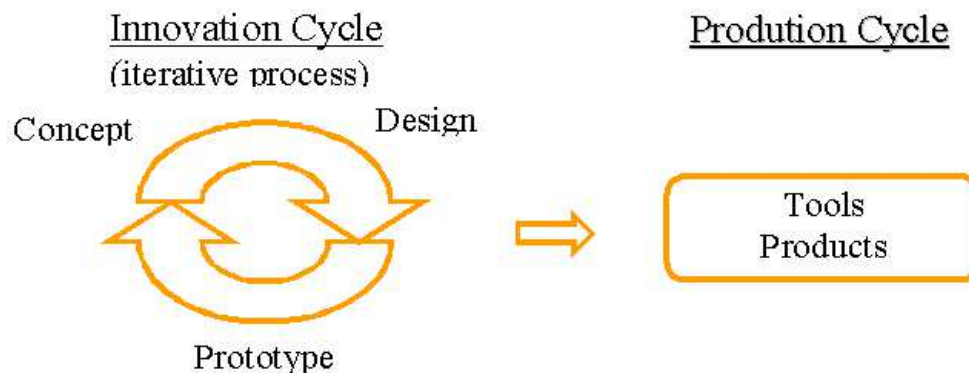 Innovation Cycle
(iterative process)
Concept
Design
Prototype
Prodution Cycle
Tools
Products